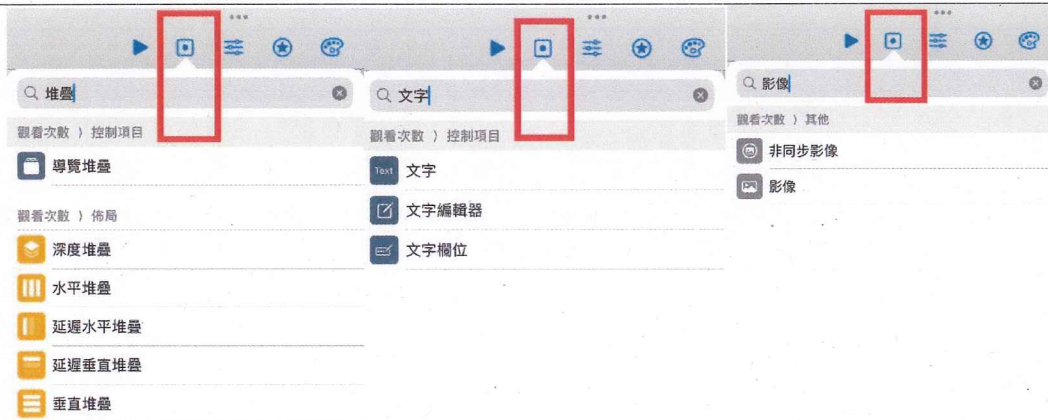 堆疊
觀看次數 〉控制項目
導覽堆疊
觀看次數 〉佈局
深度堆疊
水平堆疊
延遲水平堆疊
延遲垂直堆疊
垂直堆疊
文字
觀看次數 〉控制項目
Text 文字
文字編輯器
文字欄位
影像
觀看次數 〉其他
非同步影像
影像